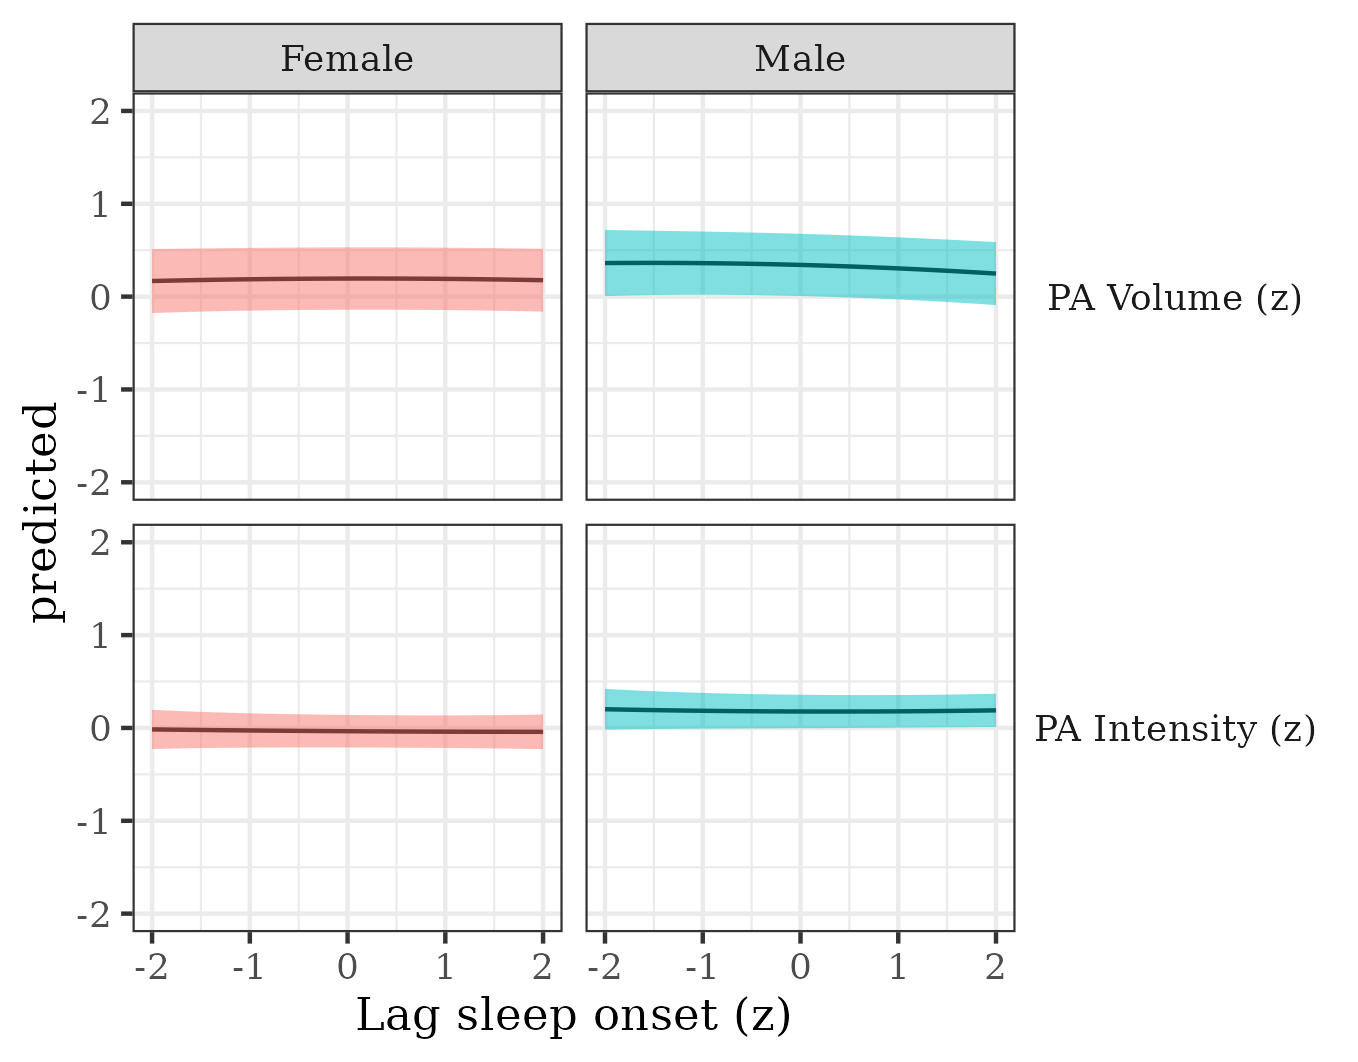 Female
Male
2
1
0
-1
-2
PA Volume (z)
predicted
2
1
0
-1
-2
PA Intensity (z)
-2 -1 0 1 2
-2 -1 0 1 2
Lag sleep onset (z)